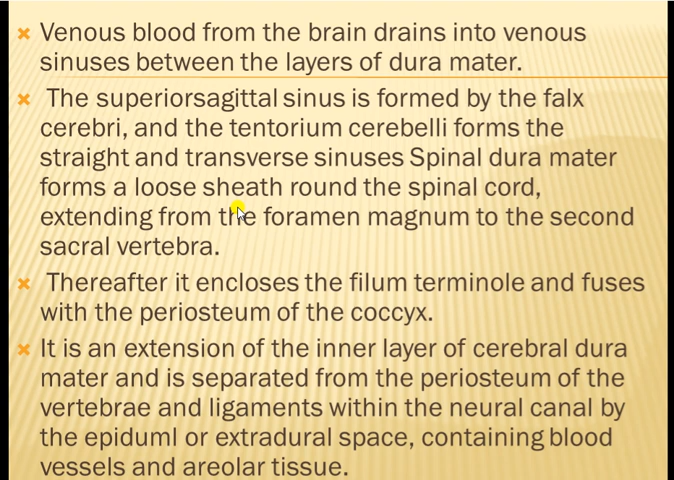 Venous blood from the brain drains into venous
sinuses between the layers of dura mater.
The superiorsagittal sinus is formed by the falx
cerebri, and the tentorium cerebelli forms the
straight and transverse sinuses Spinal dura mater
forms a loose sheath round the spinal cord,
extending from the foramen magnum to the second
sacral vertebra.
Thereafter it encloses the filum terminole and fuses
with the periosteum of the coccyx.
It is an extension of the inner layer of cerebral dura
mater and is separated from the periosteum of the
vertebrae and ligaments within the neural canal by
the epiduml or extradural space, containing blood
vessels and areolar tissue.